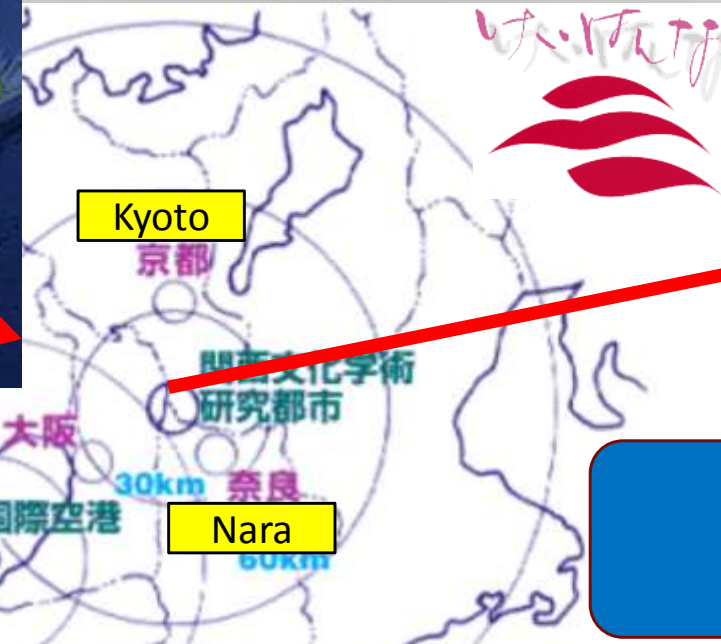 けいはんな
Kyoto
京都
関西文化学術
研究都市
大阪
30km 奈良
国際空港
Nara
60km